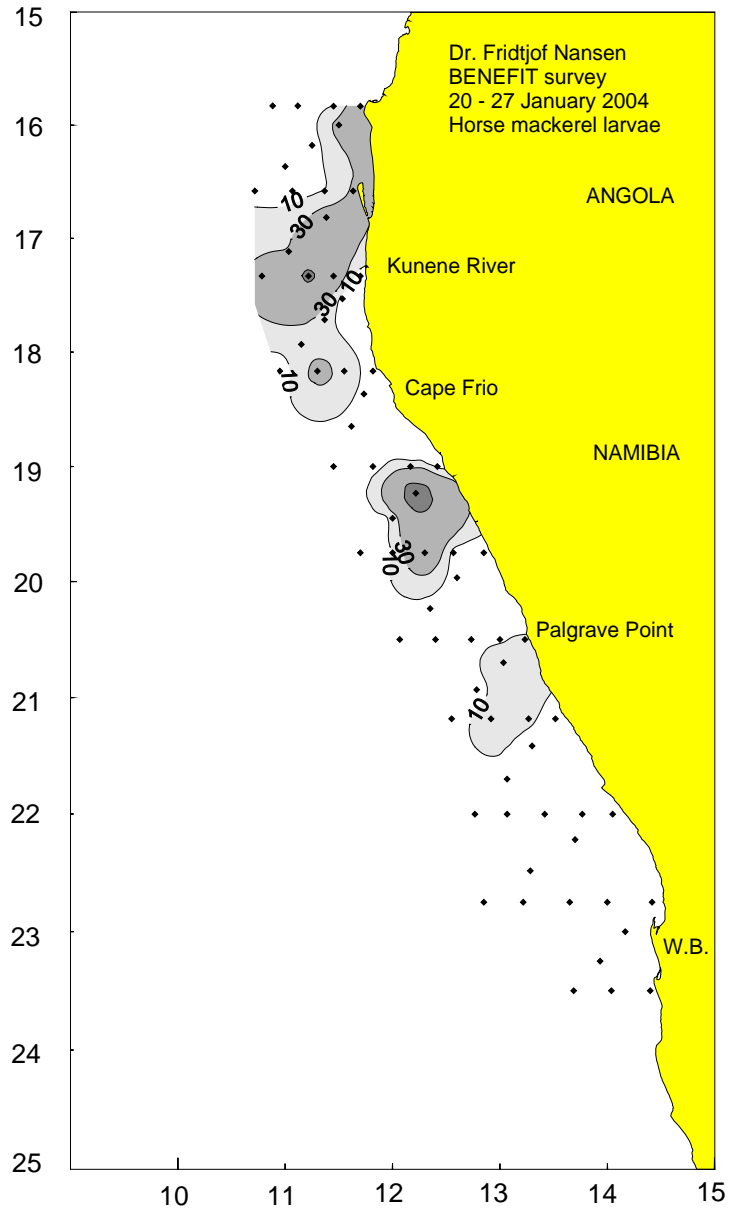 15
Dr. Fridtjof Nansen
BENEFIT survey
20 - 27 January 2004
Horse mackerel larvae
16
ANGOLA
10
30
17
Kunene River
10
30
18
10
Cape Frio
NAMIBIA
19
30
10
20
Palgrave Point
21
10
22
23
W.B.
24
25
10 11 12 13 14 15